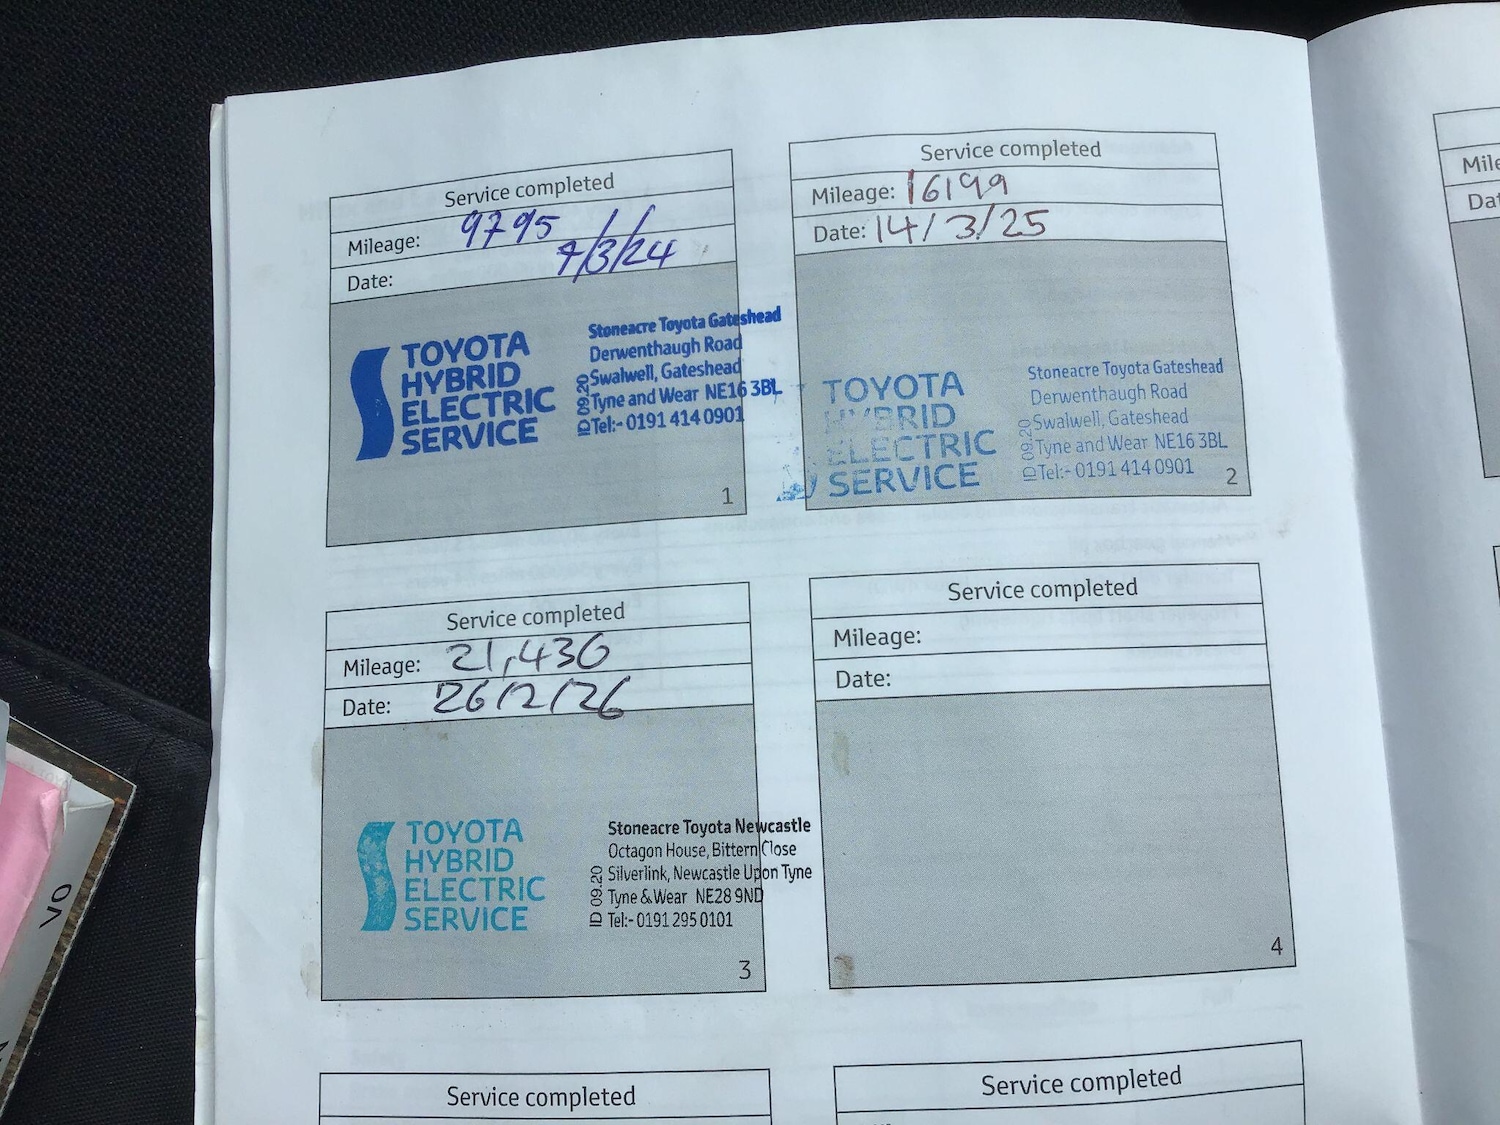 Service completed
Mileage: 9795
Date: 7/3/24
TOYOTA
HYBRID
ELECTRIC
SERVICE
Stoneacre Toyota Gateshead
Derwenthaugh Road
Swalwell, Gateshead
Tyne and Wear NE16 3BL
Tel:- 0191 414 0901
ID 09.20
1
Service completed
Mileage: 16199
Date: 14/3/25
TOYOTA
HYBRID
ELECTRIC
SERVICE
Stoneacre Toyota Gateshead
Derwenthaugh Road
Swalwell, Gateshead
Tyne and Wear NE16 3BL
Tel:- 0191 414 0901
ID 09.20
2
Service completed
Mileage: 21,436
Date: 26/2/26
TOYOTA
HYBRID
ELECTRIC
SERVICE
Stoneacre Toyota Newcastle
Octagon House, Bittern Close
Silverlink, Newcastle Upon Tyne
Tyne & Wear NE28 9ND
Tel:- 0191 295 0101
ID 09.20
3
Service completed
Mileage:
Date:
4
Service completed
Service completed
Mile
Dat
VO